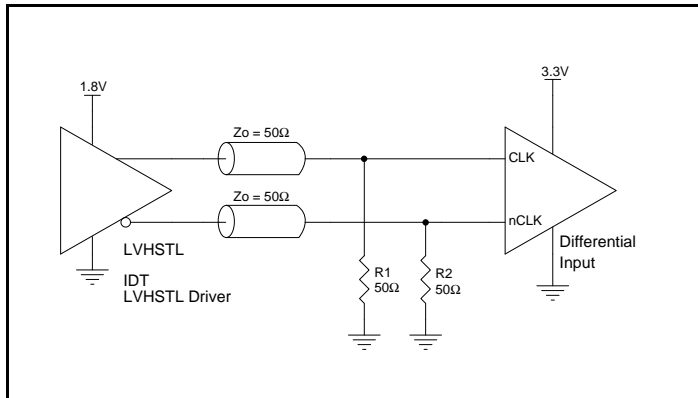 1.8V
3.3V
Zo = 50Ω
CLK
Zo = 50Ω
nCLK
LVHSTL
IDT
LVHSTL Driver
R1
50Ω
R2
50Ω
Differential
Input